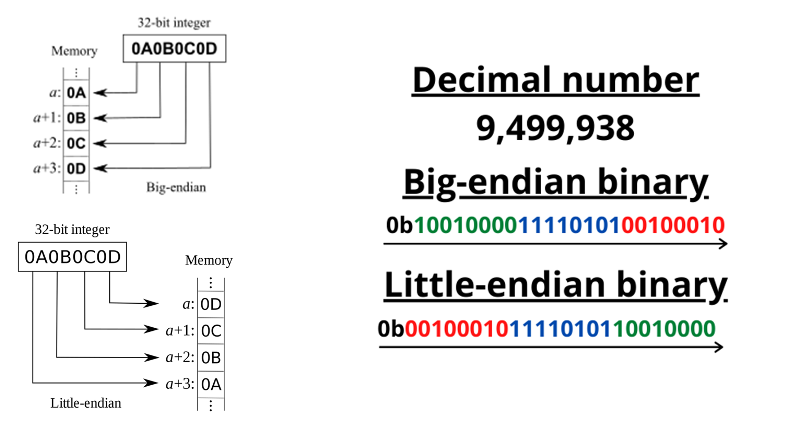 32-bit integer
0A0B0C0D
Memory
⋮
a: 0A
a+1: 0B
a+2: 0C
a+3: 0D
⋮
Big-endian
32-bit integer
0A0B0C0D
Memory
⋮
a: 0D
a+1: 0C
a+2: 0B
a+3: 0A
⋮
Little-endian
Decimal number
9,499,938
Big-endian binary
0b100100001111010100100010
Little-endian binary
0b001000101111010110010000